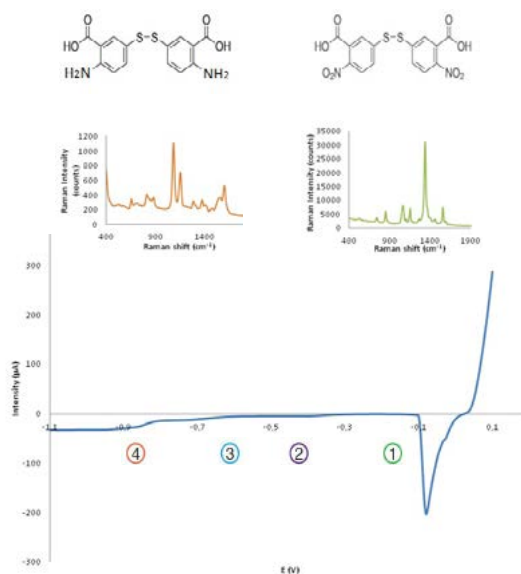 O O O O
HO S-S OH HO S-S OH
H₂N NH₂ O₂N NO₂
Raman Intensity (counts)
1200
1000
800
600
400
200
0
400 900 1400
Raman shift (cm⁻¹)
Raman Intensity (counts)
35000
30000
25000
20000
15000
10000
5000
0
400 900 1400 1900
Raman shift (cm⁻¹)
Intensity (µA)
300
200
100
0
-100
-200
-300
-1,1 -0,9 -0,7 -0,5 -0,3 -0,1 0,1
4 3 2 1
E (V)